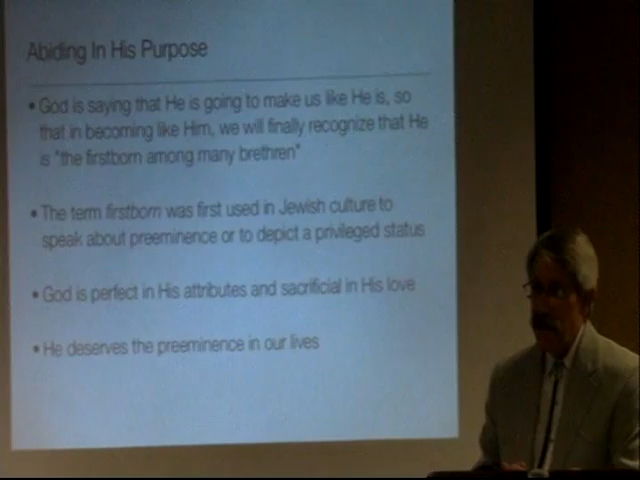 Abiding In His Purpose
• God is saying that He is going to make us like He is, so
that in becoming like Him, we will finally recognize that He
is "the firstborn among many brethren"
• The term firstborn was first used in Jewish culture to
speak about preeminence or to depict a privileged status
• God is perfect in His attributes and sacrificial in His love
• He deserves the preeminence in our lives